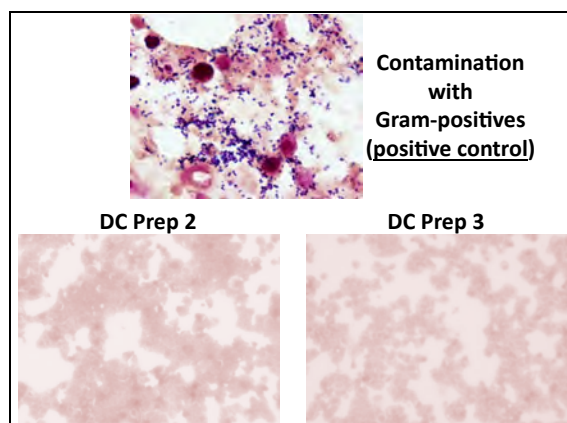 Contamination
with
Gram-positives
(positive control)
DC Prep 2
DC Prep 3